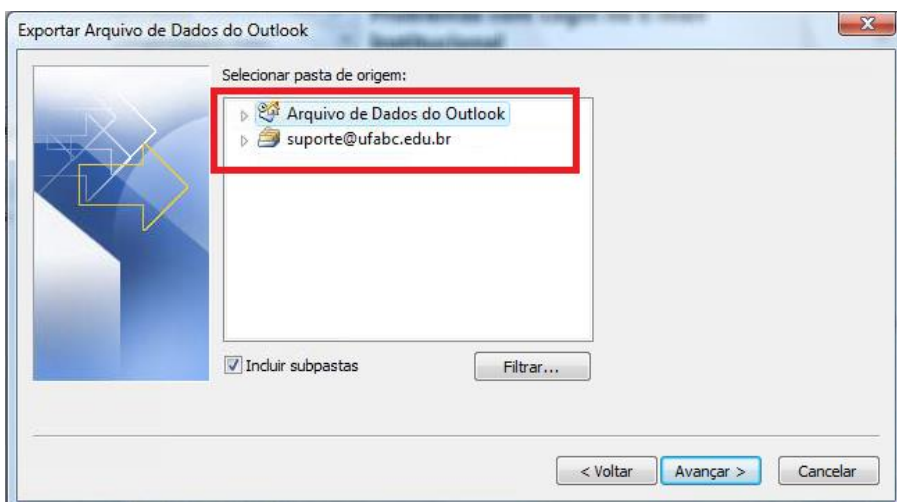 Exportar Arquivo de Dados do Outlook
Selecionar pasta de origem:
Arquivo de Dados do Outlook
suporte@ufabc.edu.br
Incluir subpastas
Filtrar...
< Voltar
Avançar >
Cancelar